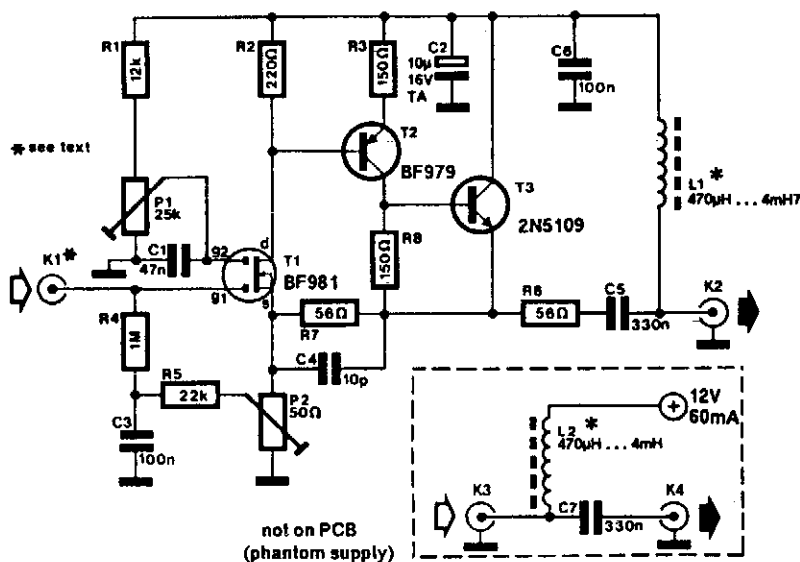 R1
12k
R2
220Ω
R3
150Ω
C2
10µ
16V
TA
C6
100n
* see text
T2
BF979
P1
25k
L1 *
470µH ... 4mH7
T3
2N5109
C1
47n
g2
d
T1
BF981
g1
s
K1 *
R8
150Ω
R4
1M
56Ω
R7
R6
56Ω
C5
330n
K2
C4
10p
R5
22k
P2
50Ω
C3
100n
12V
60mA
L2 *
470µH ... 4mH
K3
C7
330n
K4
not on PCB
(phantom supply)